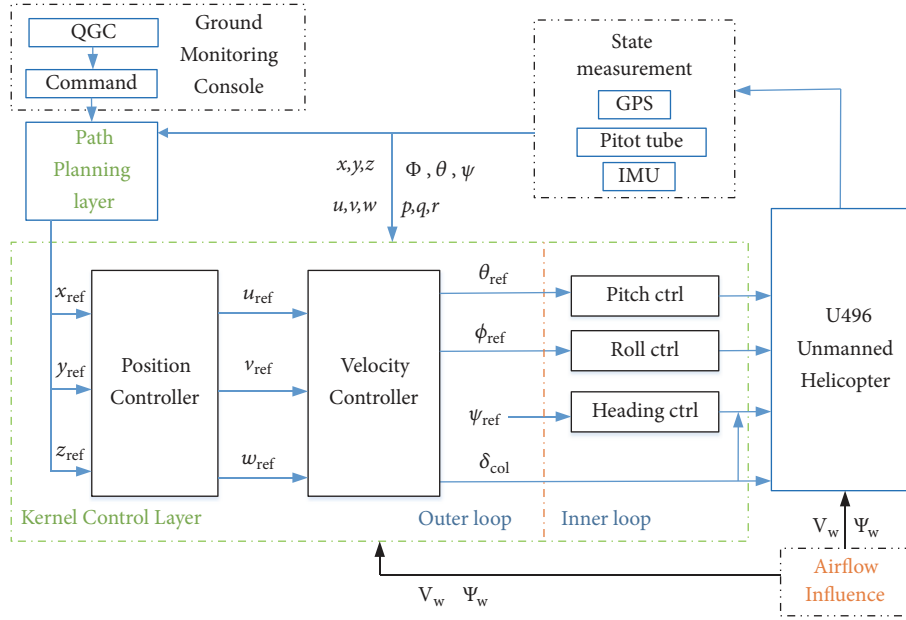 QGC
Command
Ground
Monitoring
Console
State
measurement
GPS
Pitot tube
IMU
Path
Planning
layer
x,y,z
Φ , θ , ψ
u,v,w
p,q,r
x_ref
y_ref
z_ref
Position
Controller
u_ref
v_ref
w_ref
Velocity
Controller
θ_ref
ϕ_ref
ψ_ref
δ_col
Pitch ctrl
Roll ctrl
Heading ctrl
U496
Unmanned
Helicopter
Kernel Control Layer
Outer loop
Inner loop
V_w Ψ_w
Airflow
Influence
V_w Ψ_w